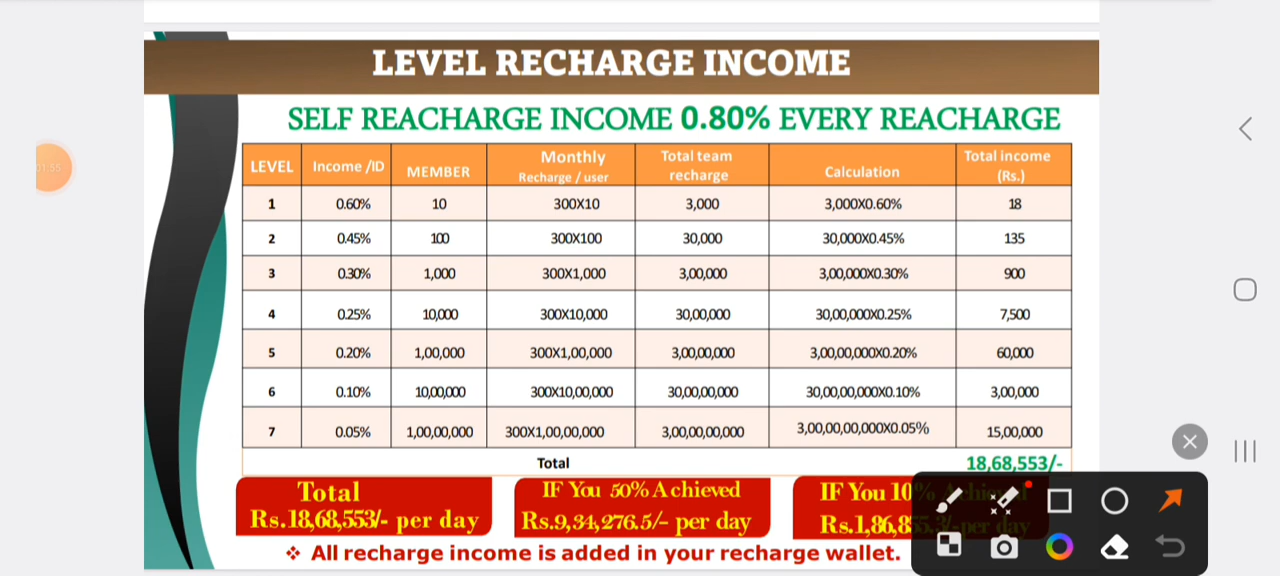 LEVEL RECHARGE INCOME
SELF REACHARGE INCOME 0.80% EVERY REACHARGE
LEVEL Income /ID MEMBER Monthly Recharge / user Total team recharge Calculation Total income (Rs.)
1 0.60% 10 300X10 3,000 3,000X0.60% 18
2 0.45% 100 300X100 30,000 30,000X0.45% 135
3 0.30% 1,000 300X1,000 3,00,000 3,00,000X0.30% 900
4 0.25% 10,000 300X10,000 30,00,000 30,00,000X0.25% 7,500
5 0.20% 1,00,000 300X1,00,000 3,00,00,000 3,00,00,000X0.20% 60,000
6 0.10% 10,00,000 300X10,00,000 30,00,00,000 30,00,00,000X0.10% 3,00,000
7 0.05% 1,00,00,000 300X1,00,00,000 3,00,00,00,000 3,00,00,00,000X0.05% 15,00,000
Total 18,68,553/-
Total
Rs.18,68,553/- per day
IF You 50% Achieved
Rs.9,34,276.5/- per day
IF You 10% Achieved
Rs.1,86,855.3/-per day
❖ All recharge income is added in your recharge wallet.